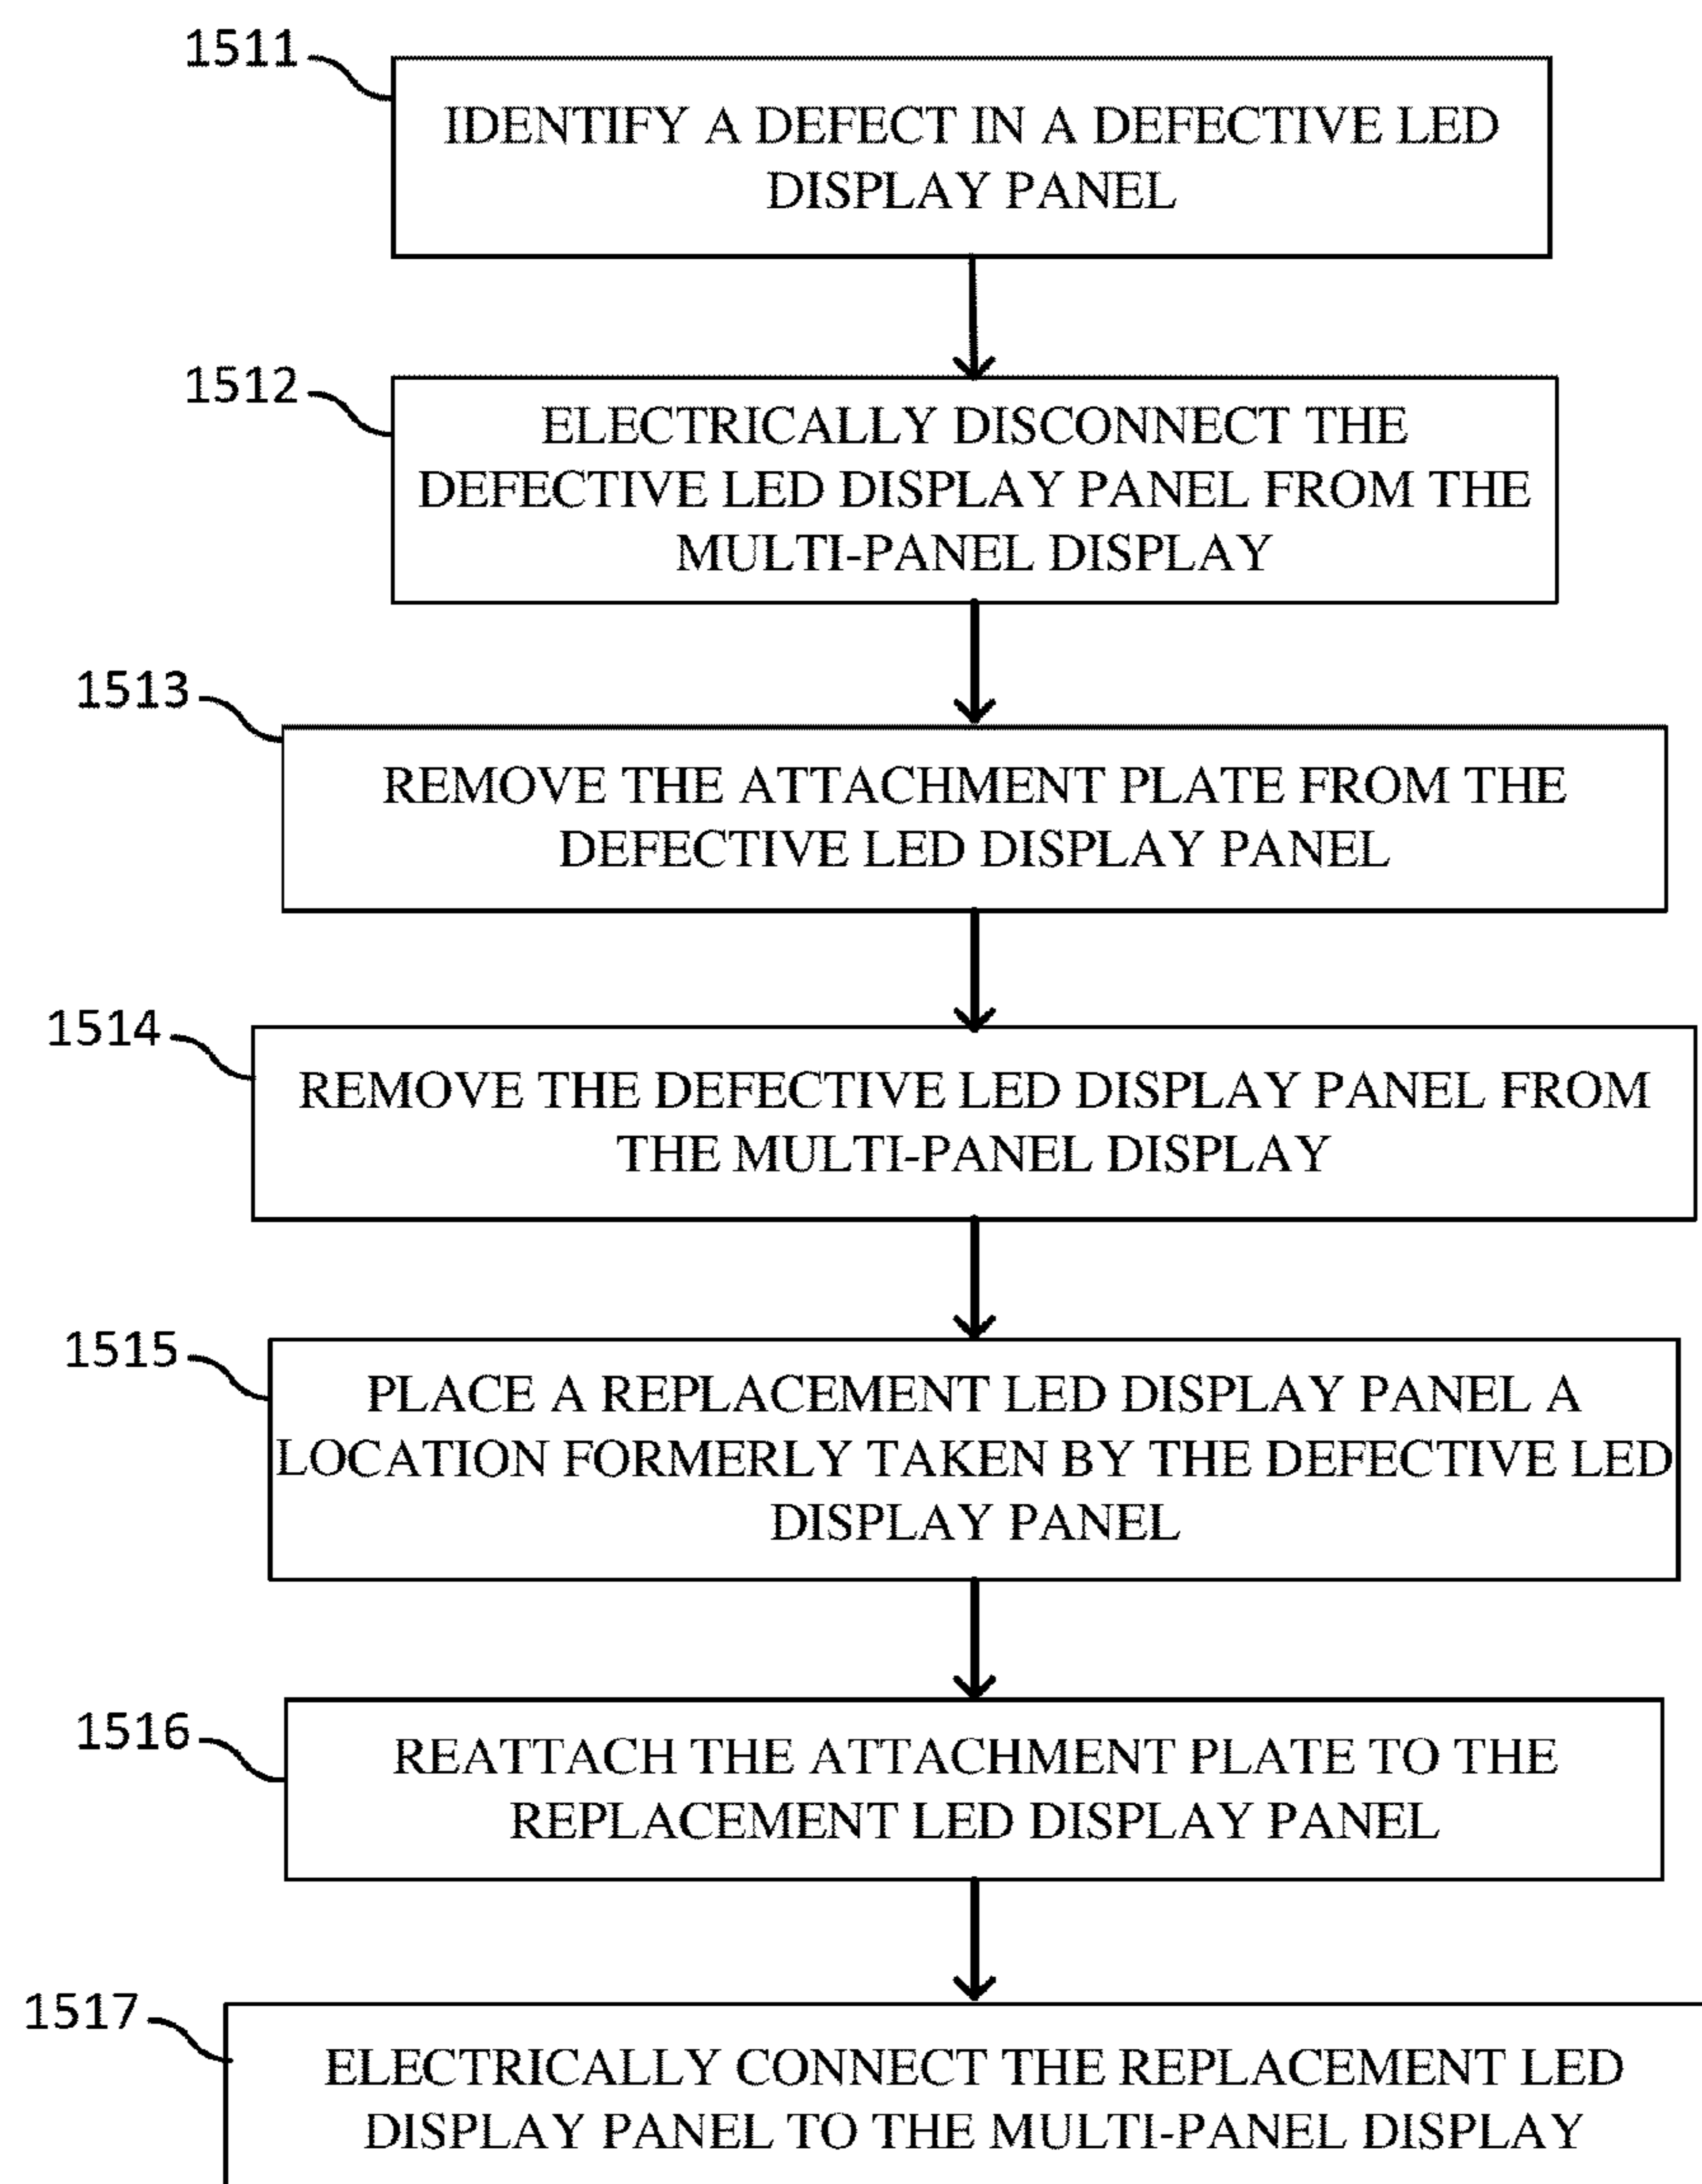 1511
IDENTIFY A DEFECT IN A DEFECTIVE LED
DISPLAY PANEL
1512
ELECTRICALLY DISCONNECT THE
DEFECTIVE LED DISPLAY PANEL FROM THE
MULTI-PANEL DISPLAY
1513
REMOVE THE ATTACHMENT PLATE FROM THE
DEFECTIVE LED DISPLAY PANEL
1514
REMOVE THE DEFECTIVE LED DISPLAY PANEL FROM
THE MULTI-PANEL DISPLAY
1515
PLACE A REPLACEMENT LED DISPLAY PANEL A
LOCATION FORMERLY TAKEN BY THE DEFECTIVE LED
DISPLAY PANEL
1516
REATTACH THE ATTACHMENT PLATE TO THE
REPLACEMENT LED DISPLAY PANEL
1517
ELECTRICALLY CONNECT THE REPLACEMENT LED
DISPLAY PANEL TO THE MULTI-PANEL DISPLAY